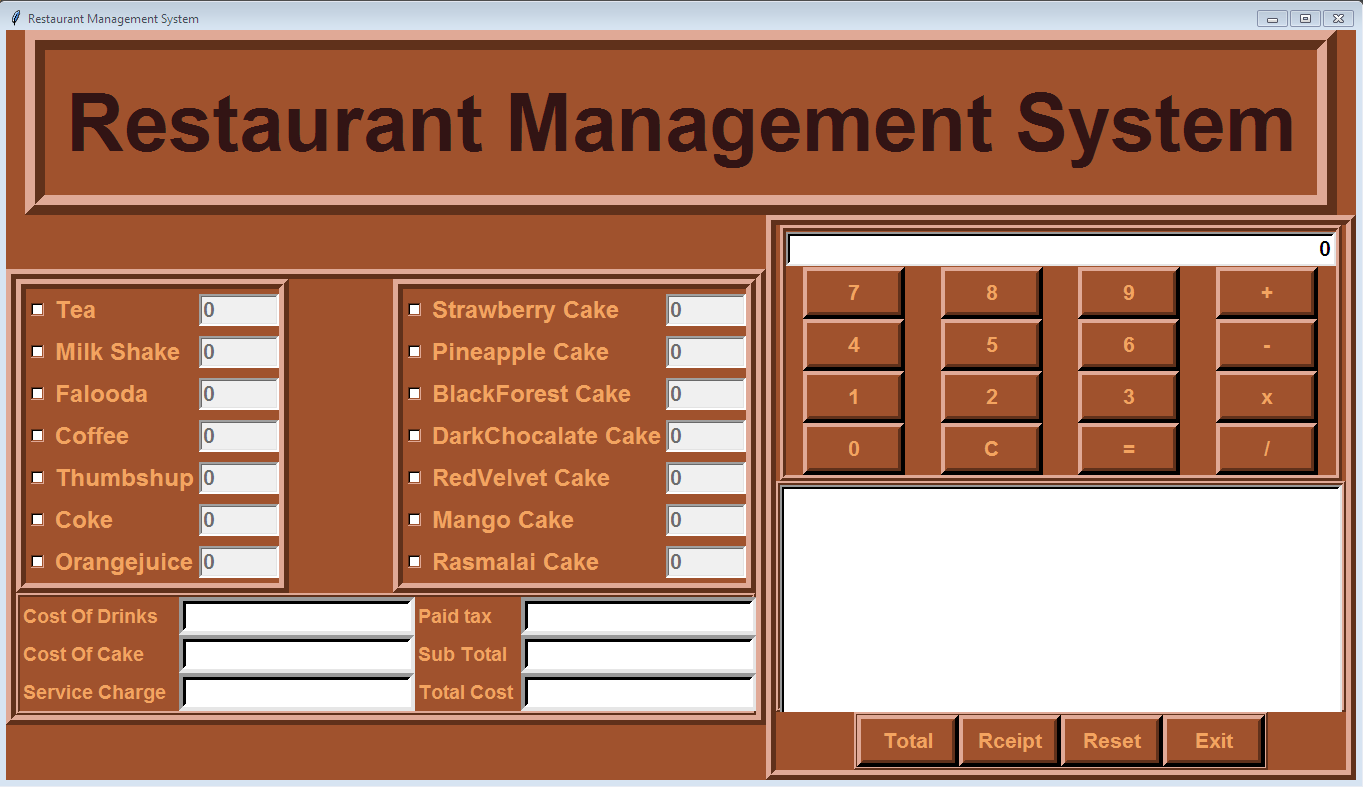 Restaurant Management System
Restaurant Management System
0
7 8 9 +
4 5 6 -
1 2 3 x
0 C = /
Tea 0
Milk Shake 0
Falooda 0
Coffee 0
Thumbshup 0
Coke 0
Orangejuice 0
Strawberry Cake 0
Pineapple Cake 0
BlackForest Cake 0
DarkChocalate Cake 0
RedVelvet Cake 0
Mango Cake 0
Rasmalai Cake 0
Cost Of Drinks
Cost Of Cake
Service Charge
Paid tax
Sub Total
Total Cost
Total Rceipt Reset Exit